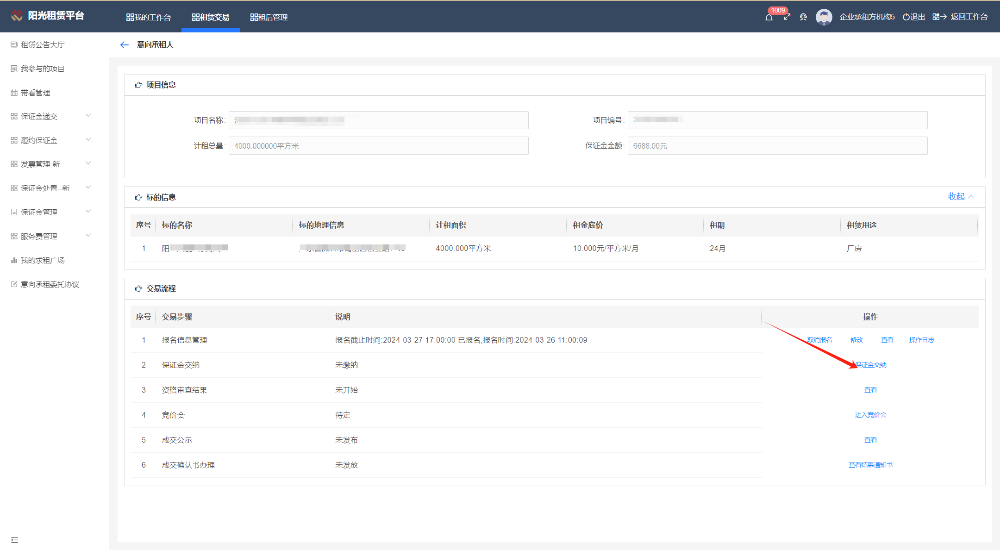 阳光租赁平台
我的工作台 租赁交易 租后管理
1009
企业承租方机构5 退出 返回工作台
租赁公告大厅
我参与的项目
带看管理
保证金递交
履约保证金
发票管理-新
保证金处置--新
保证金管理
服务费管理
我的求租广场
意向承租委托协议
意向承租人
项目信息
项目名称:
项目编号:
计租总量: 4000.000000平方米
保证金金额: 6688.00元
标的信息 收起
序号 标的名称 标的地理信息 计租面积 租金底价 租期 租赁用途
1 阳 4000.000平方米 10.000元/平方米/月 24月 厂房
交易流程
序号 交易步骤 说明 操作
1 报名信息管理 报名截止时间:2024-03-27 17:00:00 已报名,报名时间:2024-03-26 11:00:09 取消报名 修改 查看 操作日志
2 保证金交纳 未缴纳 保证金交纳
3 资格审查结果 未开始 查看
4 竞价会 待定 进入竞价会
5 成交公示 未发布 查看
6 成交确认书办理 未发放 查看结果通知书